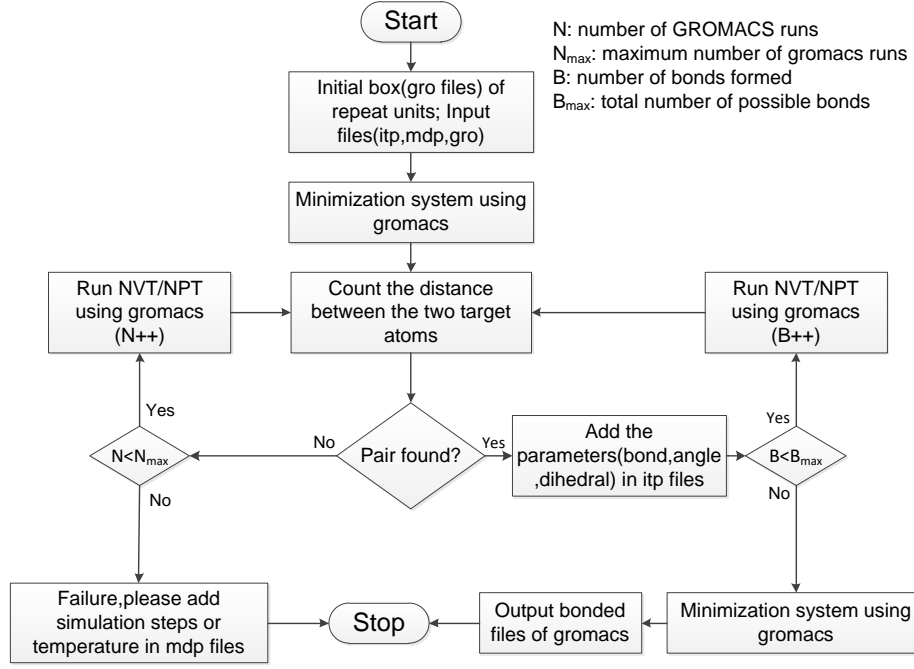 Start
N: number of GROMACS runs
N_max: maximum number of gromacs runs
B: number of bonds formed
B_max: total number of possible bonds
Initial box(gro files) of
repeat units; Input
files(itp,mdp,gro)
Minimization system using
gromacs
Run NVT/NPT
using gromacs
(N++)
Count the distance
between the two target
atoms
Run NVT/NPT
using gromacs
(B++)
Yes
N<N_max
No
No
Pair found?
Yes
Add the
parameters(bond,angle
,dihedral) in itp files
Yes
B<B_max
No
Failure,please add
simulation steps or
temperature in mdp files
Stop
Output bonded
files of gromacs
Minimization system using
gromacs